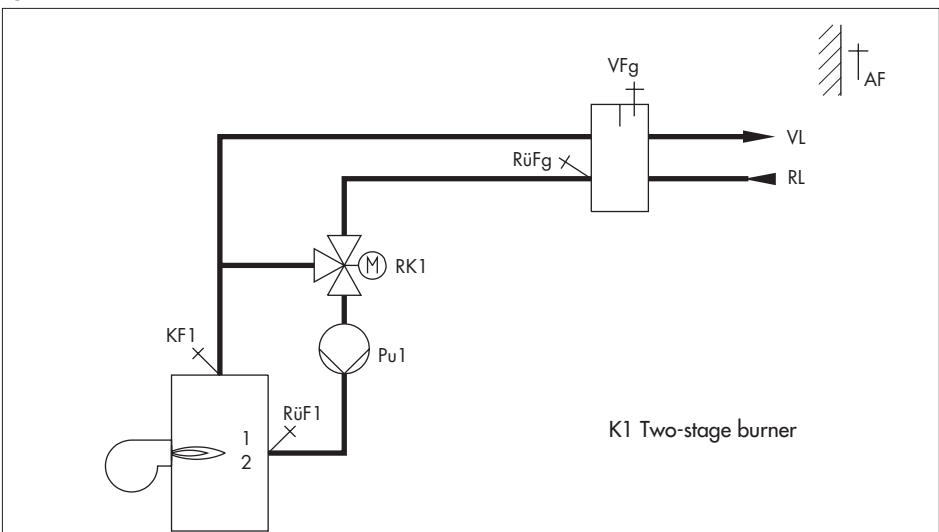 VFg
AF
VL
RüFg
RL
M
RK1
KF1
Pu1
RüF1
1
2
K1 Two-stage burner